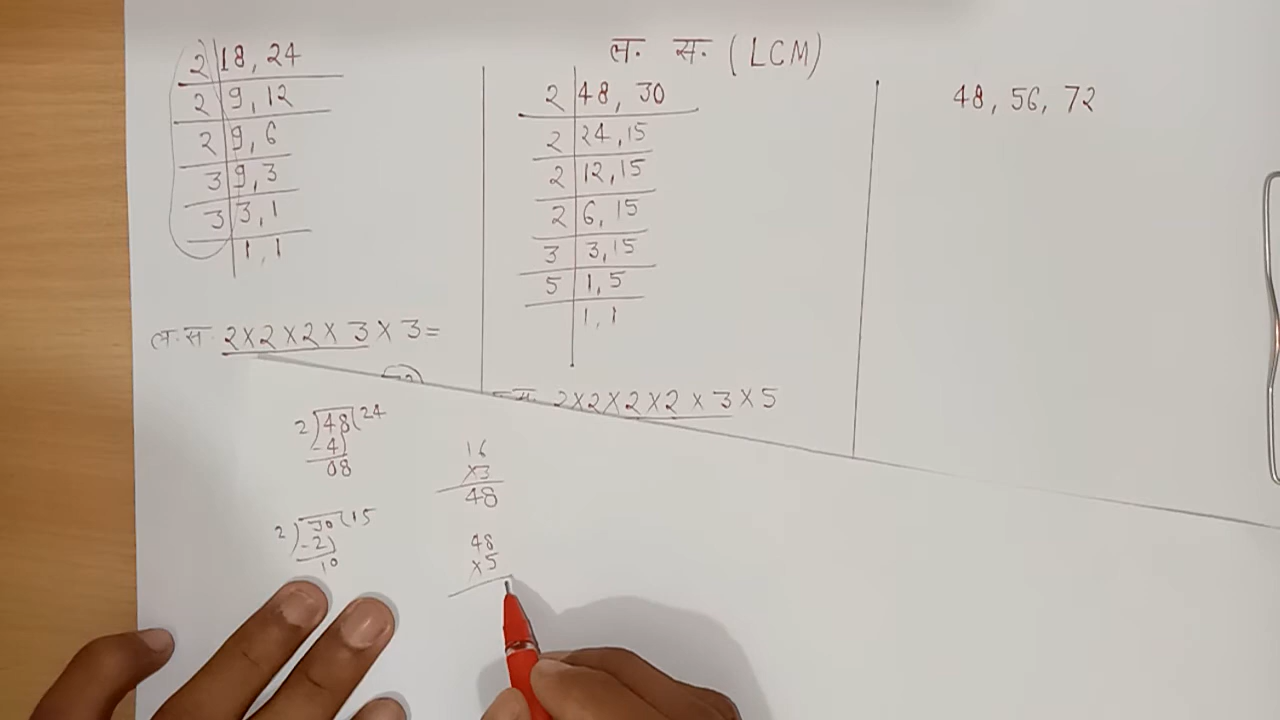 ल. स. (LCM)
2 18, 24
2 9, 12
2 9, 6
3 9, 3
3 3, 1
1, 1
ल.स. 2×2×2×3×3=
2 48, 30
2 24, 15
2 12, 15
2 6, 15
3 3, 15
5 1, 5
1, 1
2×2×2×2×3×5
48, 56, 72
2)48(24
-4
08
2)30(15
-2
10
16
×3
48
48
×5